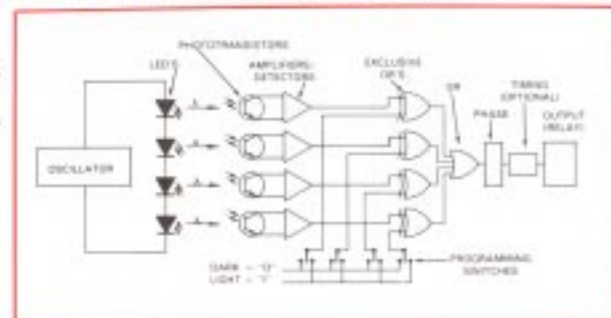 PHOTOTRANSISTORS
LED'S
AMPLIFIERS/
DETECTORS
EXCLUSIVE
OR'S
OR
TIMING
(OPTIONAL)
PHASE
OUTPUT
(RELAY)
OSCILLATOR
DARK = "0"
LIGHT = "1"
PROGRAMMING
SWITCHES